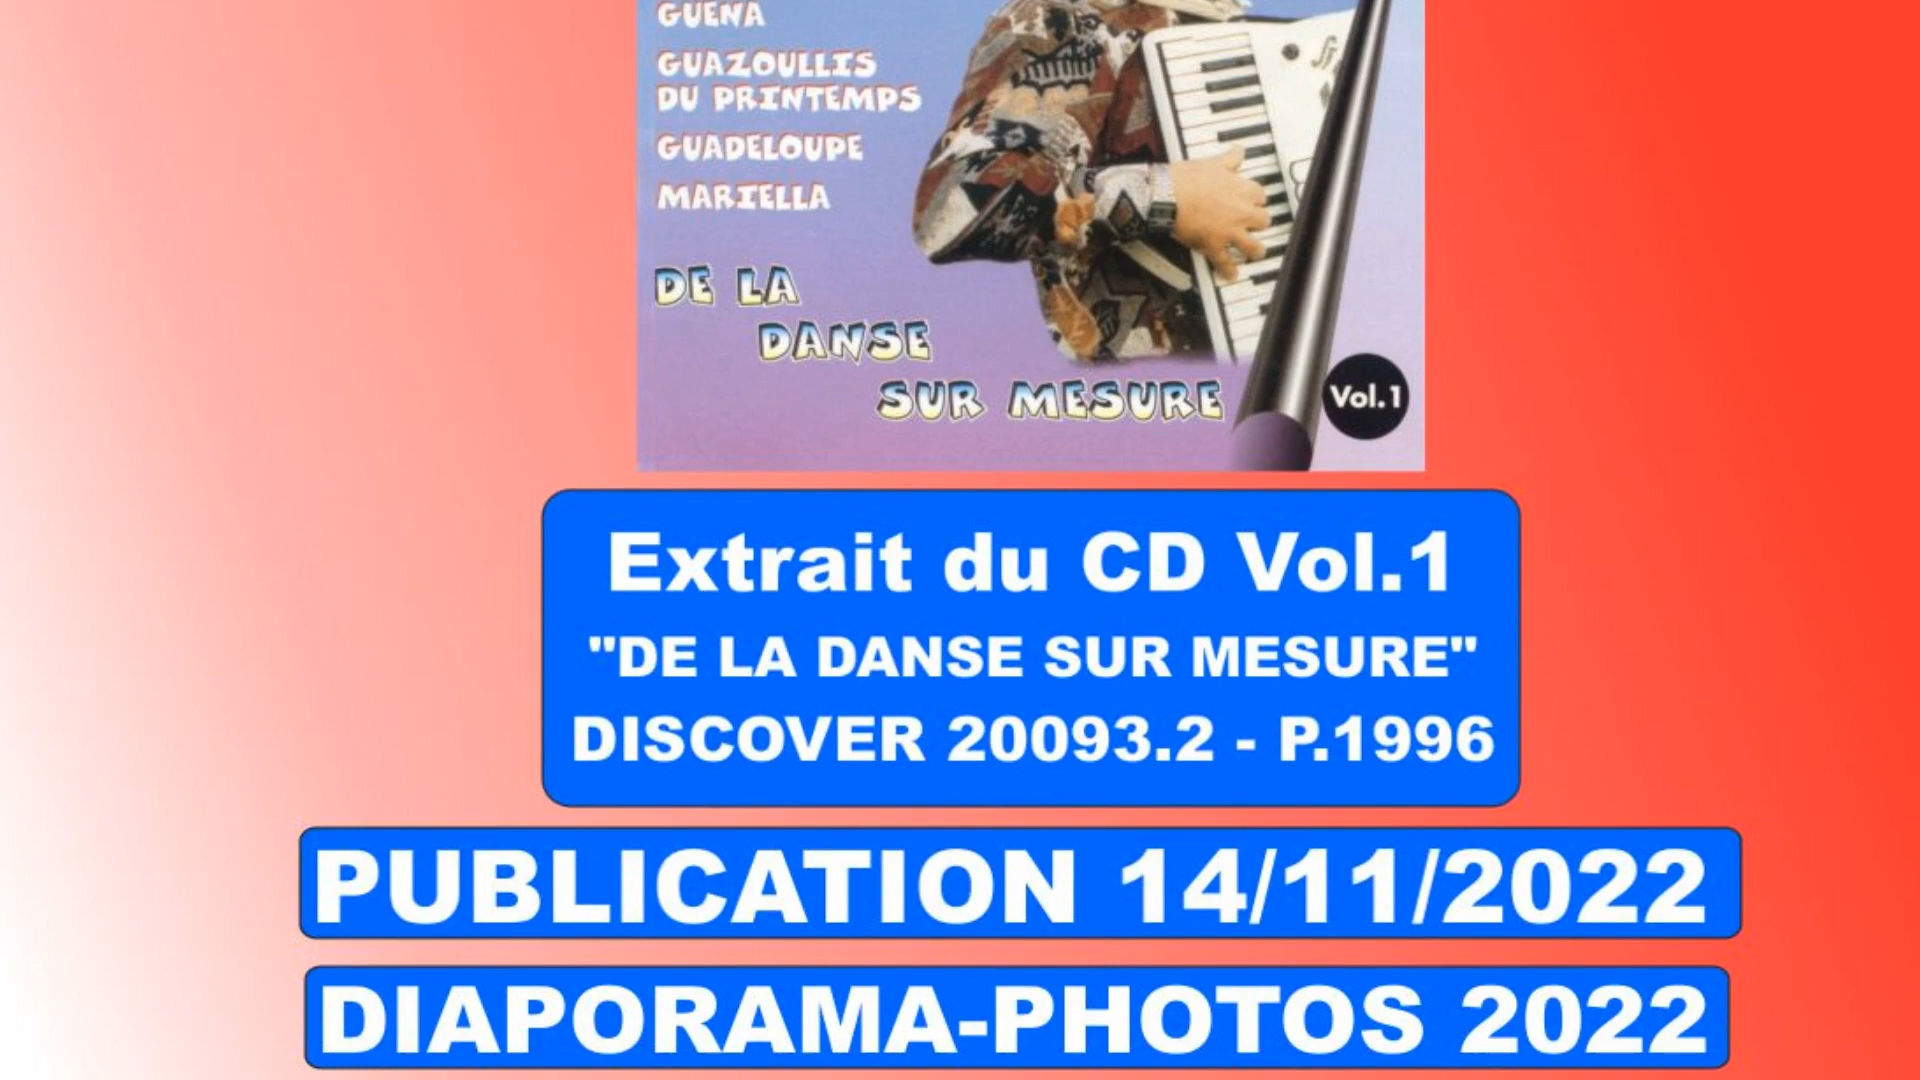 GUENA
GUAZOULLIS
DU PRINTEMPS
GUADELOUPE
MARIELLA
DE LA
DANSE
SUR MESURE
Vol.1
Extrait du CD Vol.1
"DE LA DANSE SUR MESURE"
DISCOVER 20093.2 - P.1996
PUBLICATION 14/11/2022
DIAPORAMA-PHOTOS 2022